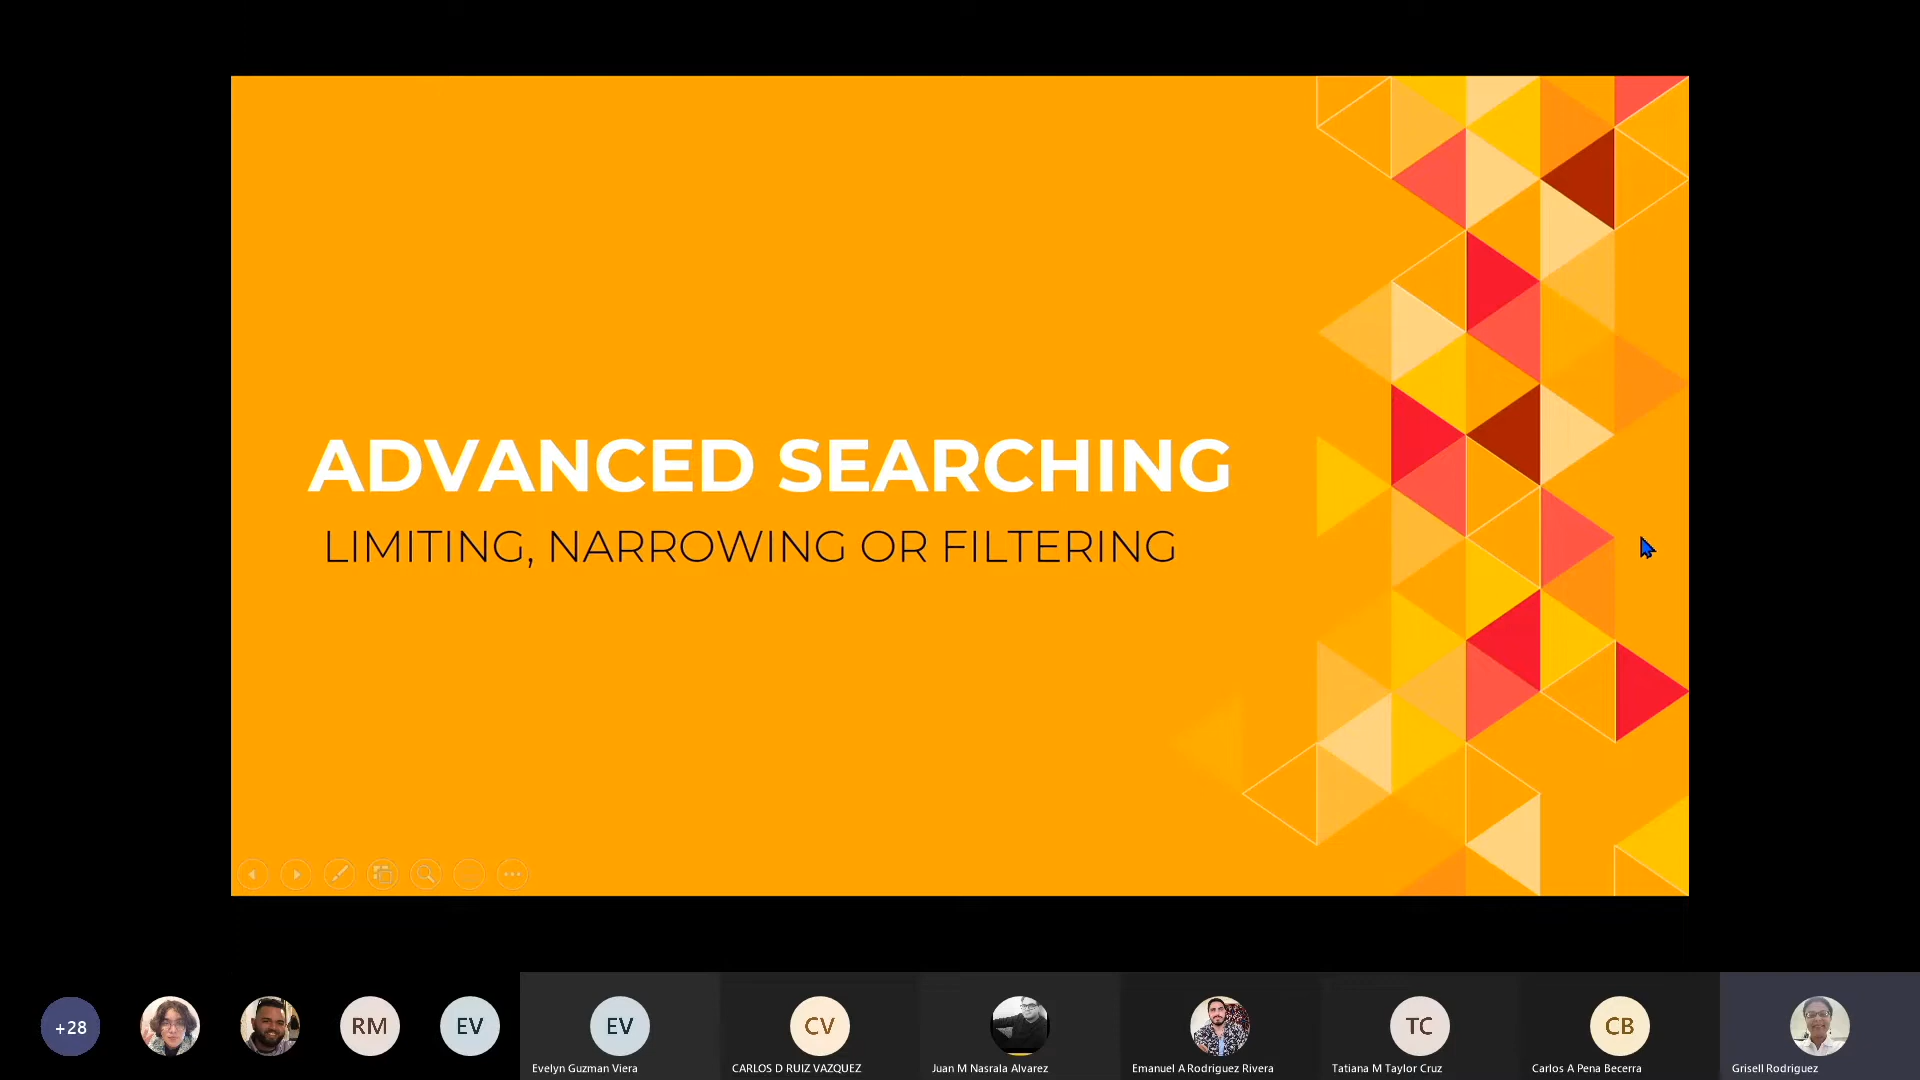 ADVANCED SEARCHING
LIMITING, NARROWING OR FILTERING
+28
RM
EV
EV
CV
TC
CB
Evelyn Guzman Viera
CARLOS D RUIZ VAZQUEZ
Juan M Nasrala Alvarez
Emanuel A Rodriguez Rivera
Tatiana M Taylor Cruz
Carlos A Pena Becerra
Grisell Rodriguez